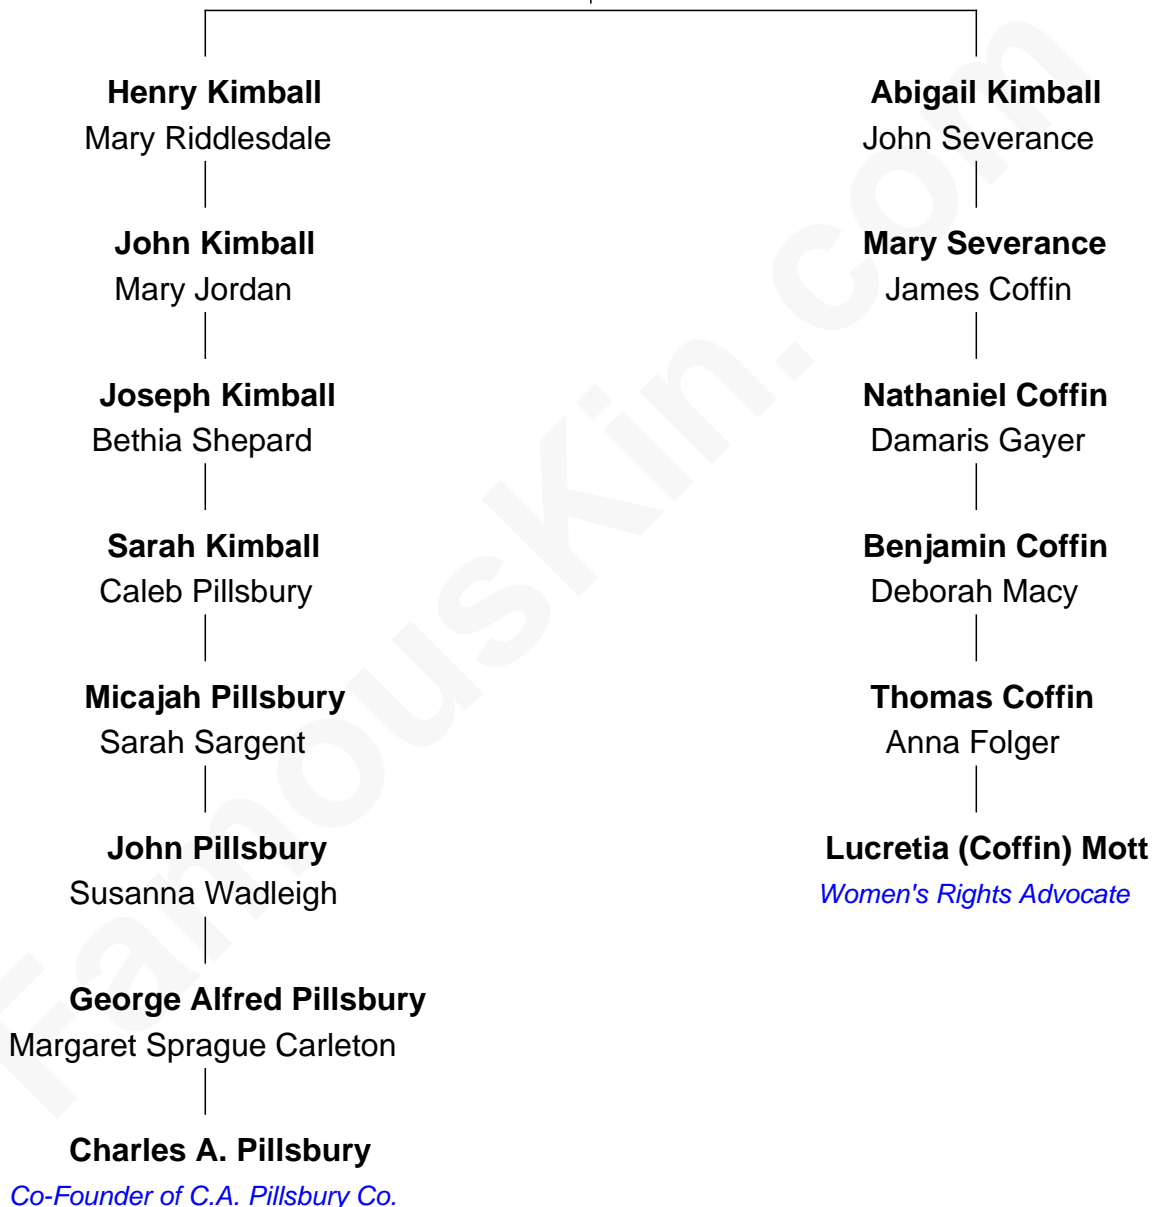 Henry Kimball
Mary Riddlesdale
John Kimball
Mary Jordan
Joseph Kimball
Bethia Shepard
Sarah Kimball
Caleb Pillsbury
Micajah Pillsbury
Sarah Sargent
John Pillsbury
Susanna Wadleigh
George Alfred Pillsbury
Margaret Sprague Carleton
Charles A. Pillsbury
Co-Founder of C.A. Pillsbury Co.
Abigail Kimball
John Severance
Mary Severance
James Coffin
Nathaniel Coffin
Damaris Gayer
Benjamin Coffin
Deborah Macy
Thomas Coffin
Anna Folger
Lucretia (Coffin) Mott
Women's Rights Advocate
FamousKin.com